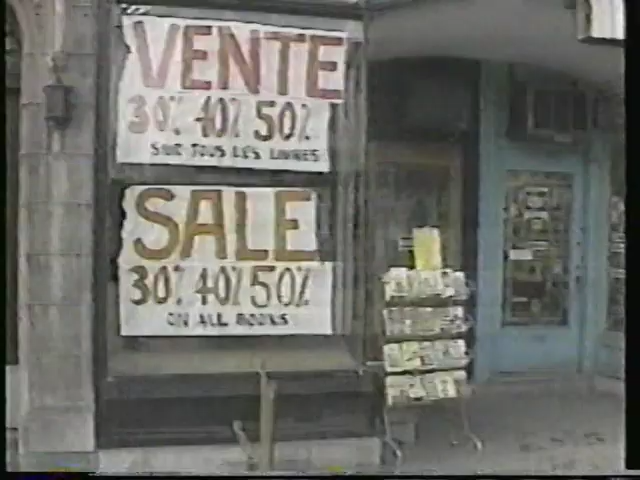 VENTE
30% 40% 50%
SUR TOUS LES LIVRES
SALE
30% 40% 50%
ON ALL BOOKS